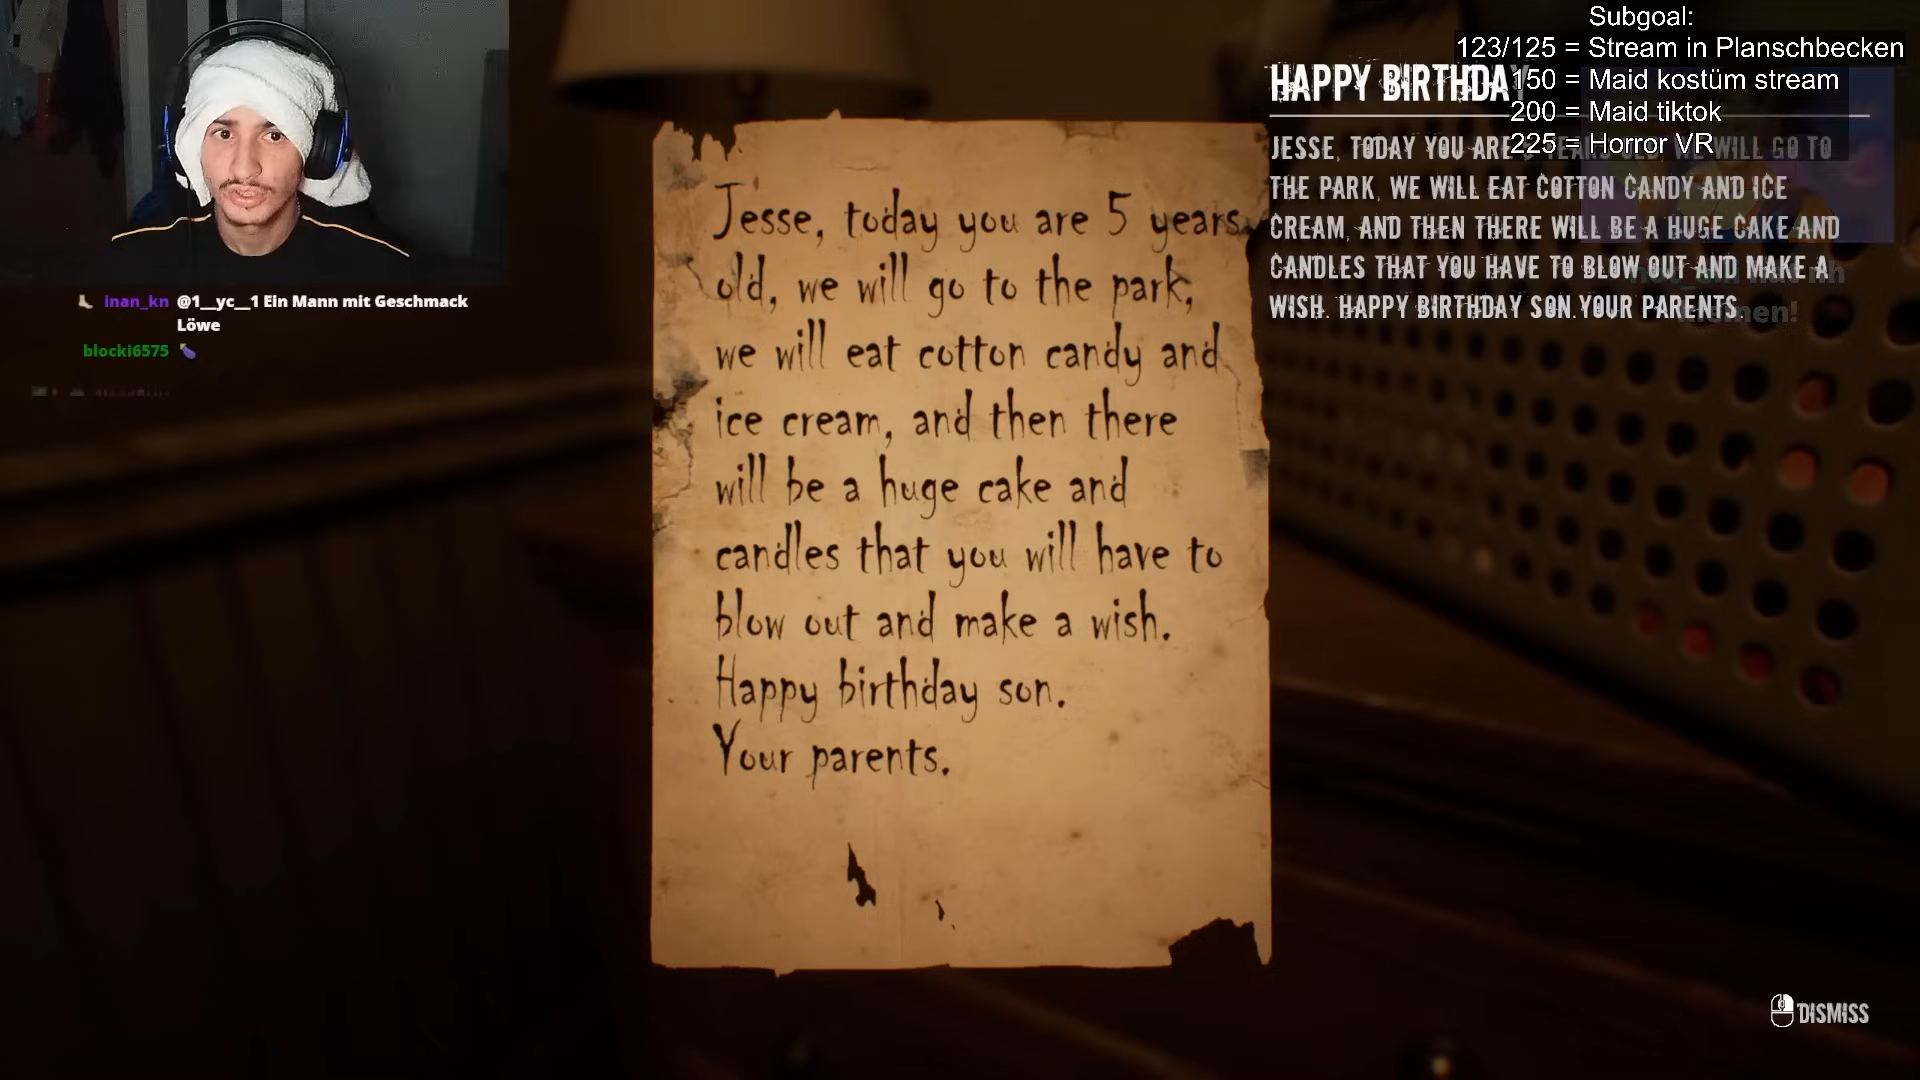 Subgoal:
123/125 = Stream in Planschbecken
150 = Maid kostüm stream
200 = Maid tiktok
225 = Horror VR
inan_kn @1__yc__1 Ein Mann mit Geschmack
Löwe
blocki6575
Jesse, today you are 5 years
old, we will go to the park,
we will eat cotton candy and
ice cream, and then there
will be a huge cake and
candles that you will have to
blow out and make a wish.
Happy birthday son.
Your parents.
HAPPY BIRTHDAY
JESSE, TODAY YOU ARE 5 YEARS OLD, WE WILL GO TO
THE PARK, WE WILL EAT COTTON CANDY AND ICE
CREAM, AND THEN THERE WILL BE A HUGE CAKE AND
CANDLES THAT YOU HAVE TO BLOW OUT AND MAKE A
WISH. HAPPY BIRTHDAY SON.YOUR PARENTS.
DISMISS